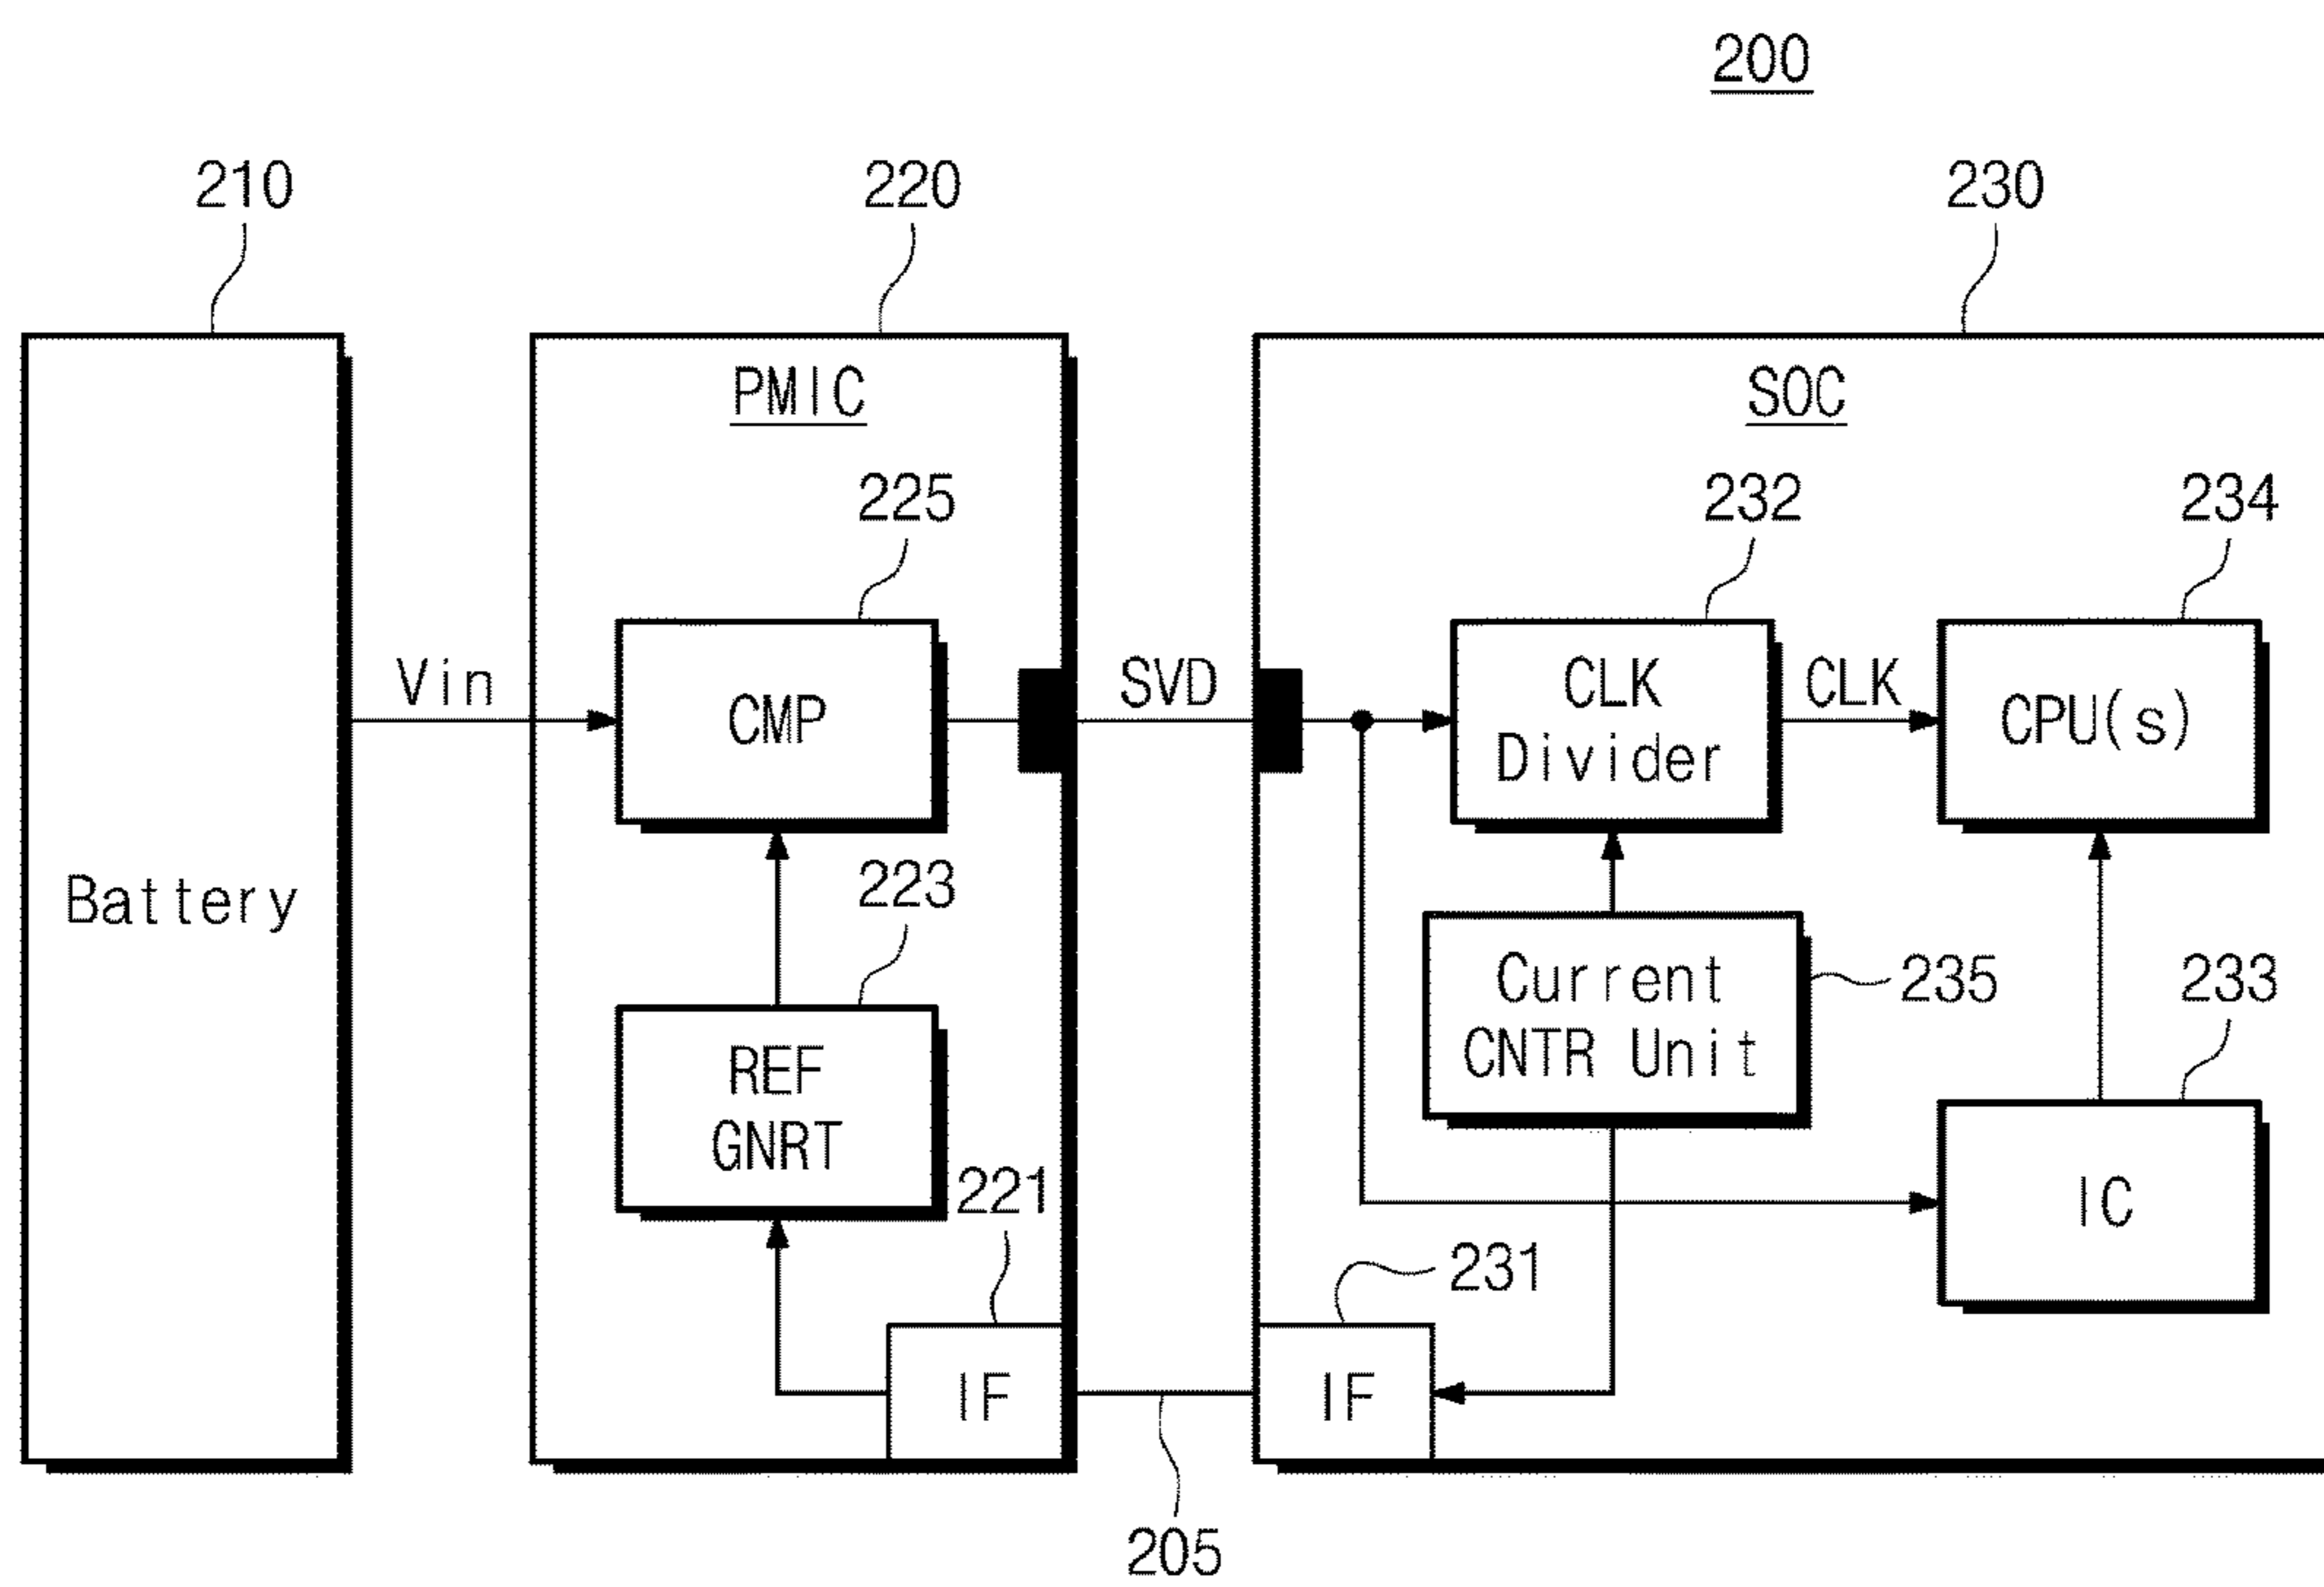 200
210
220
230
PMIC
SOC
225
232
234
Vin
CMP
SVD
CLK
Divider
CLK
CPU(s)
Battery
223
REF
GNRT
Current
CNTR Unit
235
233
221
IC
231
IF
IF
205